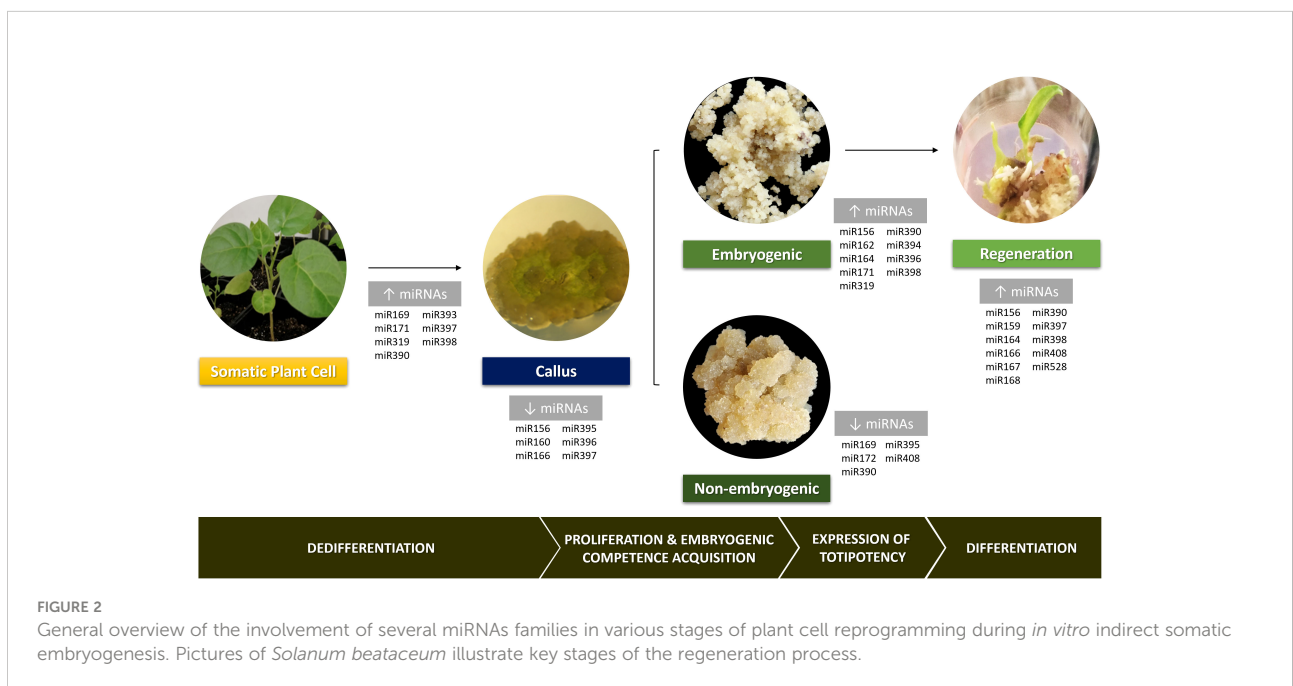 ↑ miRNAs
miR169 miR393
miR171 miR397
miR319 miR398
miR390
Somatic Plant Cell
Callus
↓ miRNAs
miR156 miR395
miR160 miR396
miR166 miR397
Embryogenic
↑ miRNAs
miR156 miR390
miR162 miR394
miR164 miR396
miR171 miR398
miR319
Non-embryogenic
↓ miRNAs
miR169 miR395
miR172 miR408
miR390
Regeneration
↑ miRNAs
miR156 miR390
miR159 miR397
miR164 miR398
miR166 miR408
miR167 miR528
miR168
DEDIFFERENTIATION
PROLIFERATION & EMBRYOGENIC
COMPETENCE ACQUISITION
EXPRESSION OF
TOTIPOTENCY
DIFFERENTIATION
FIGURE 2
General overview of the involvement of several miRNAs families in various stages of plant cell reprogramming during in vitro indirect somatic
embryogenesis. Pictures of Solanum beataceum illustrate key stages of the regeneration process.